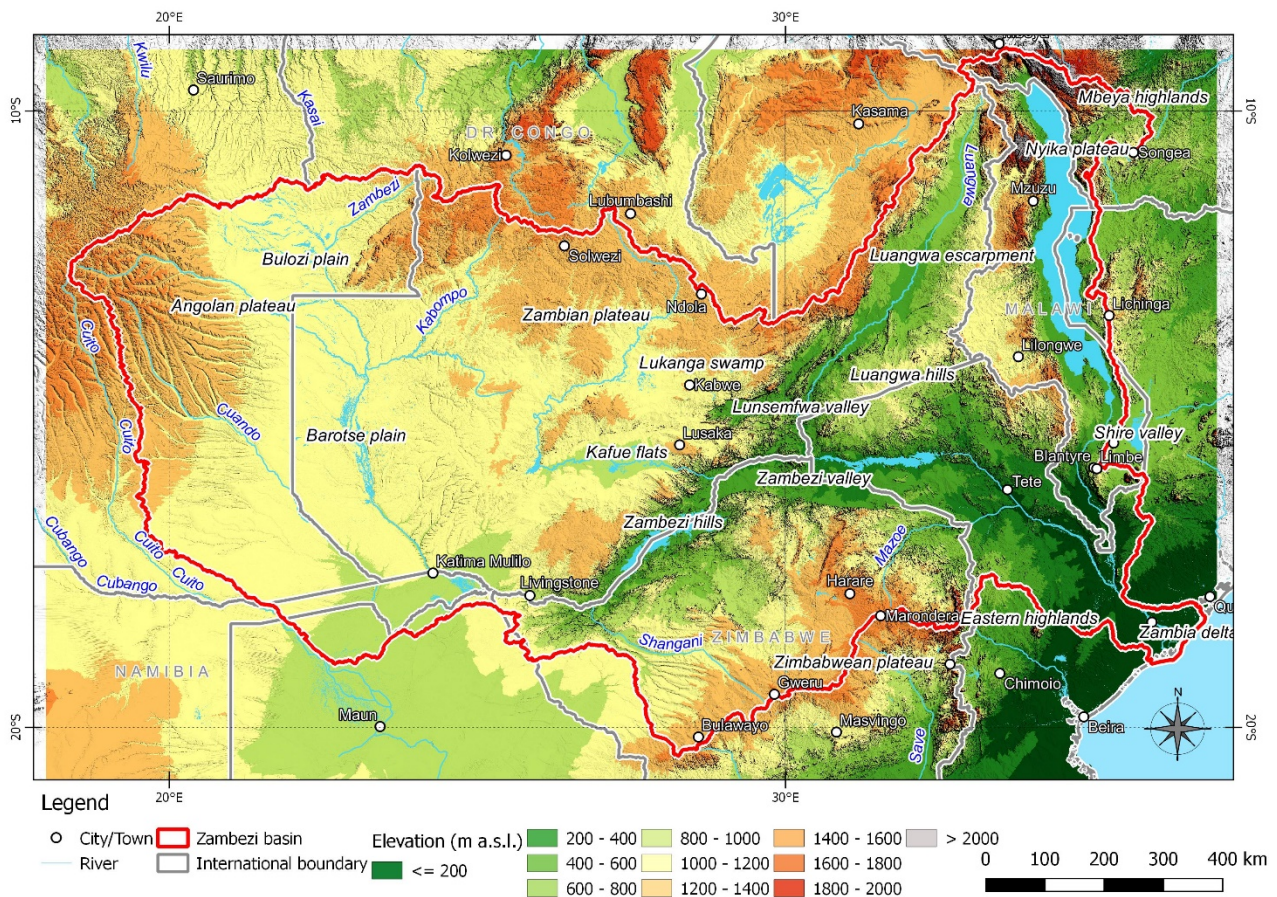 20°E
30°E
Kwilu
Saurimo
Kasai
10°S
Mbeya highlands
10°S
Kasama
DR CONGO
Kolwezi
Luangwa
Nyika plateau
Songea
Zambezi
Mzuzu
Lubumbashi
Solwezi
Bulozi plain
Luangwa escarpment
Angolan plateau
Kabompo
Ndola
Zambian plateau
MALAWI
Lichinga
Cuito
Lukanga swamp
Lilongwe
Kabwe
Luangwa hills
Lunsemfwa valley
Cuando
Cuito
Barotse plain
Lusaka
Shire valley
Kafue flats
Blantyre
Limbe
Zambezi valley
Tete
Zambezi hills
Cubango
Cuito
Mazoe
Cubango
Cuito
Katima Mulilo
Livingstone
Harare
Qu
Marondera
Eastern highlands
Zambia delta
Shangani
ZIMBABWE
NAMIBIA
Zimbabwean plateau
Chimoio
Gweru
Maun
Masvingo
N
20°S
Bulawayo
Save
Beira
20°S
20°E
30°E
Legend
City/Town
Zambezi basin
River
International boundary
Elevation (m a.s.l.)
<= 200
200 - 400
400 - 600
600 - 800
800 - 1000
1000 - 1200
1200 - 1400
1400 - 1600
1600 - 1800
1800 - 2000
> 2000
0 100 200 300 400 km